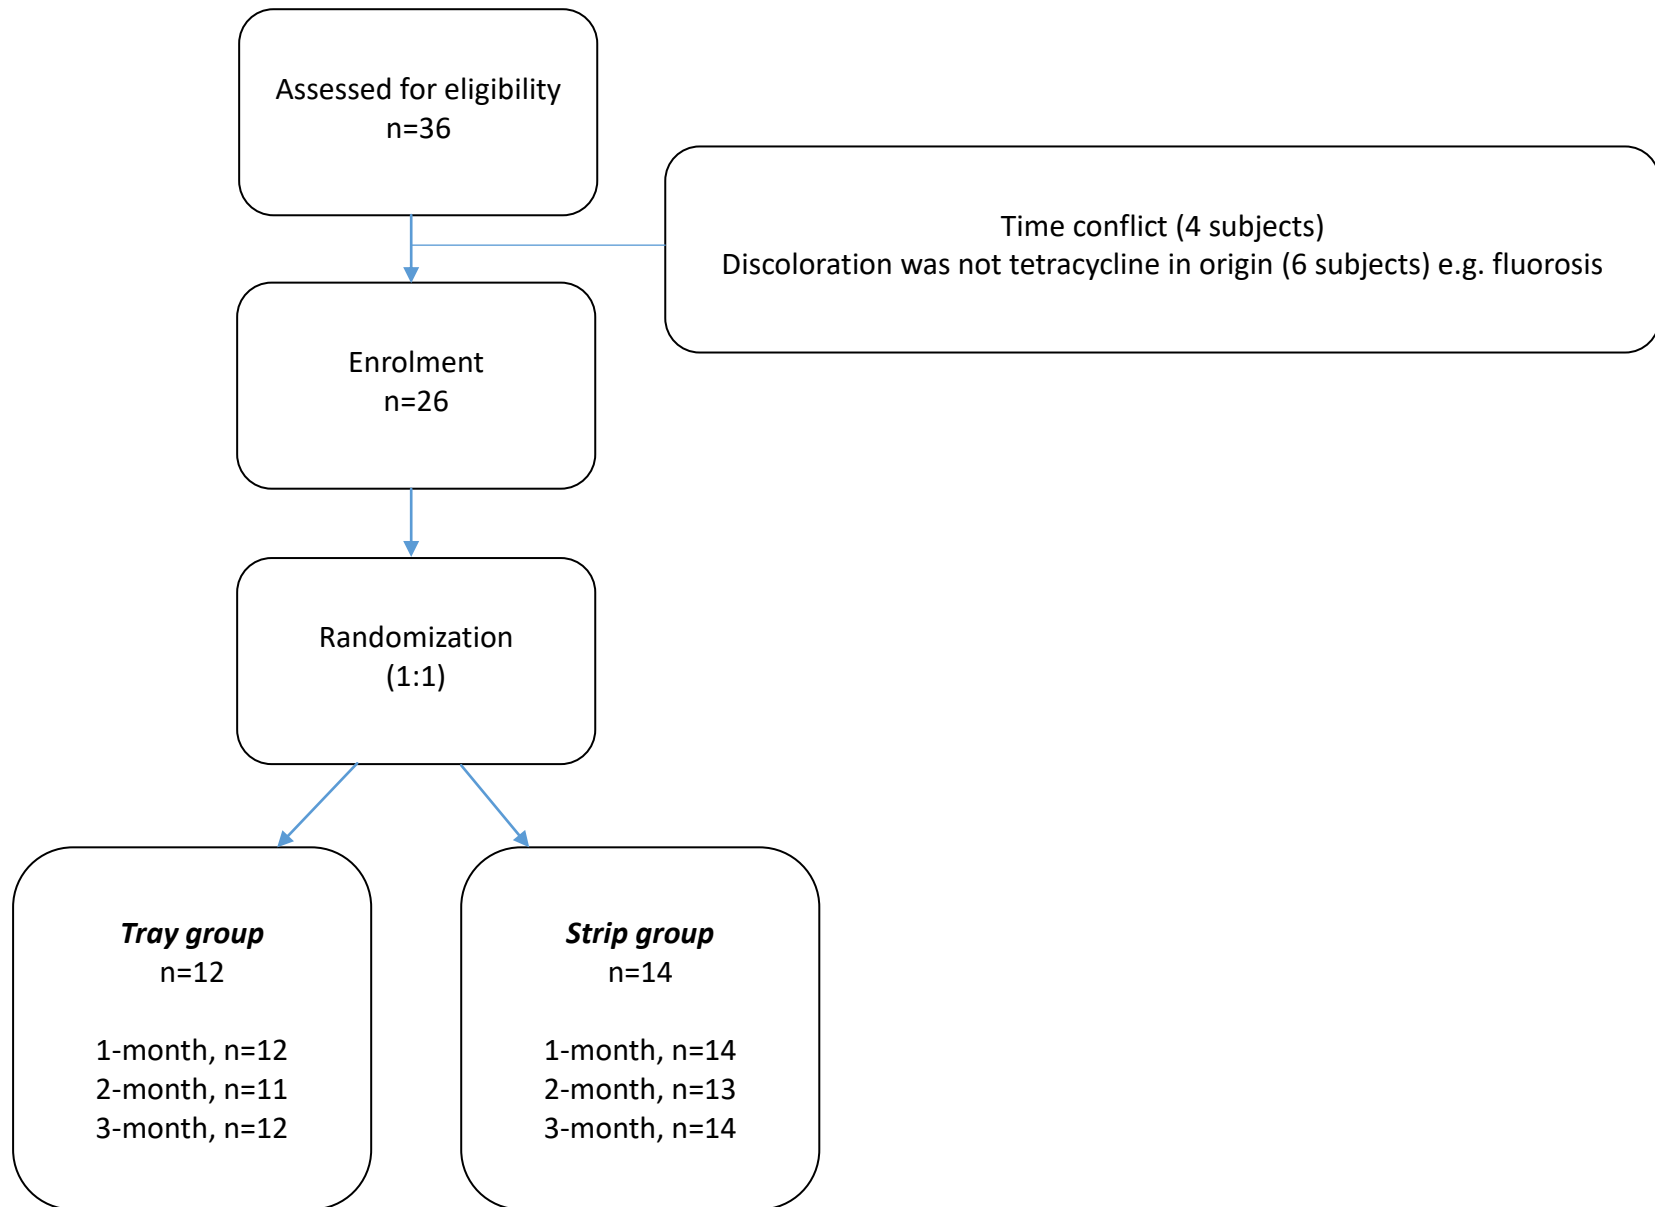 Assessed for eligibility
n=36
Time conflict (4 subjects)
Discoloration was not tetracycline in origin (6 subjects) e.g. fluorosis
Enrolment
n=26
Randomization
(1:1)
Tray group
n=12
1-month, n=12
2-month, n=11
3-month, n=12
Strip group
n=14
1-month, n=14
2-month, n=13
3-month, n=14